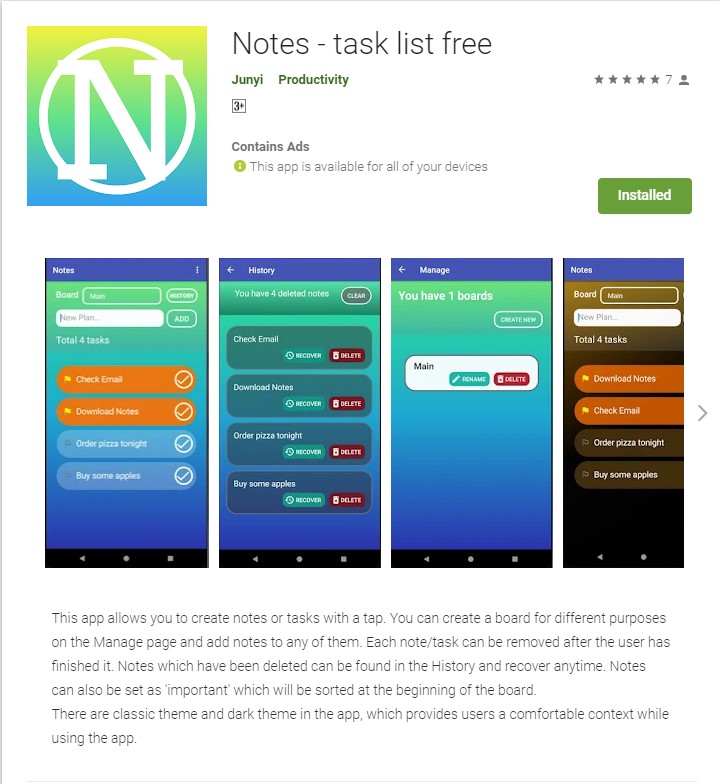 N
Notes - task list free
Junyi Productivity
7
3+
Contains Ads
This app is available for all of your devices
Installed
Notes
Board Main HISTORY
New Plan... ADD
Total 4 tasks
Check Email
Download Notes
Order pizza tonight
Buy some apples
History
You have 4 deleted notes CLEAR
Check Email
RECOVER DELETE
Download Notes
RECOVER DELETE
Order pizza tonight
RECOVER DELETE
Buy some apples
RECOVER DELETE
Manage
You have 1 boards
CREATE NEW
Main
RENAME DELETE
Notes
Board Main
New Plan...
Total 4 tasks
Download Notes
Check Email
Order pizza tonight
Buy some apples
This app allows you to create notes or tasks with a tap. You can create a board for different purposes
on the Manage page and add notes to any of them. Each note/task can be removed after the user has
finished it. Notes which have been deleted can be found in the History and recover anytime. Notes
can also be set as 'important' which will be sorted at the beginning of the board.
There are classic theme and dark theme in the app, which provides users a comfortable context while
using the app.